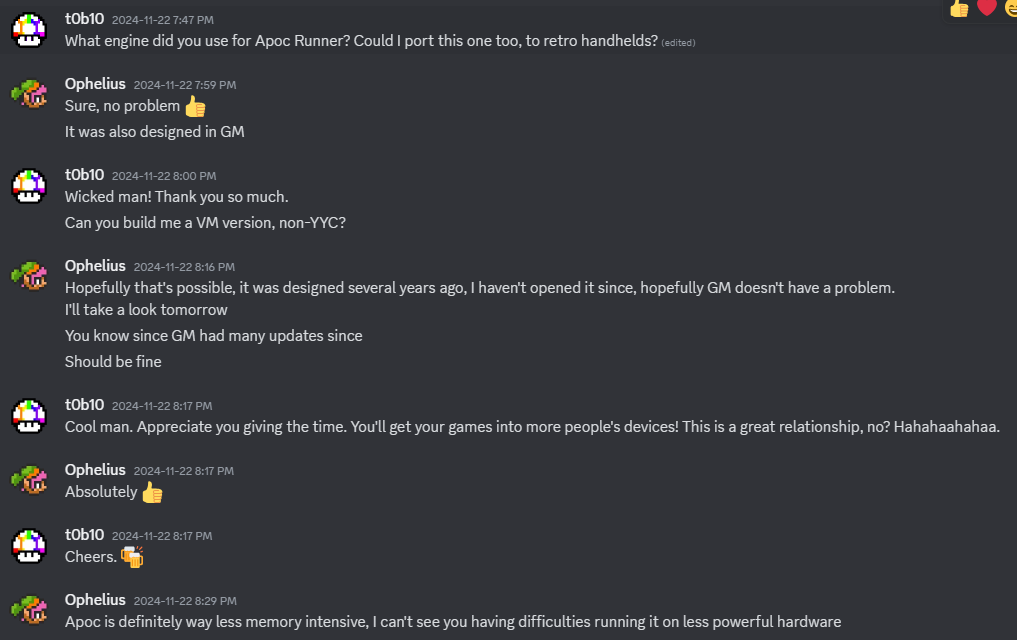 t0b10 2024-11-22 7:47 PM
What engine did you use for Apoc Runner? Could I port this one too, to retro handhelds? (edited)
Ophelius 2024-11-22 7:59 PM
Sure, no problem 👍
It was also designed in GM
t0b10 2024-11-22 8:00 PM
Wicked man! Thank you so much.
Can you build me a VM version, non-YYC?
Ophelius 2024-11-22 8:16 PM
Hopefully that's possible, it was designed several years ago, I haven't opened it since, hopefully GM doesn't have a problem.
I'll take a look tomorrow
You know since GM had many updates since
Should be fine
t0b10 2024-11-22 8:17 PM
Cool man. Appreciate you giving the time. You'll get your games into more people's devices! This is a great relationship, no? Hahahaahahaa.
Ophelius 2024-11-22 8:17 PM
Absolutely 👍
t0b10 2024-11-22 8:17 PM
Cheers. 🍻
Ophelius 2024-11-22 8:29 PM
Apoc is definitely way less memory intensive, I can't see you having difficulties running it on less powerful hardware